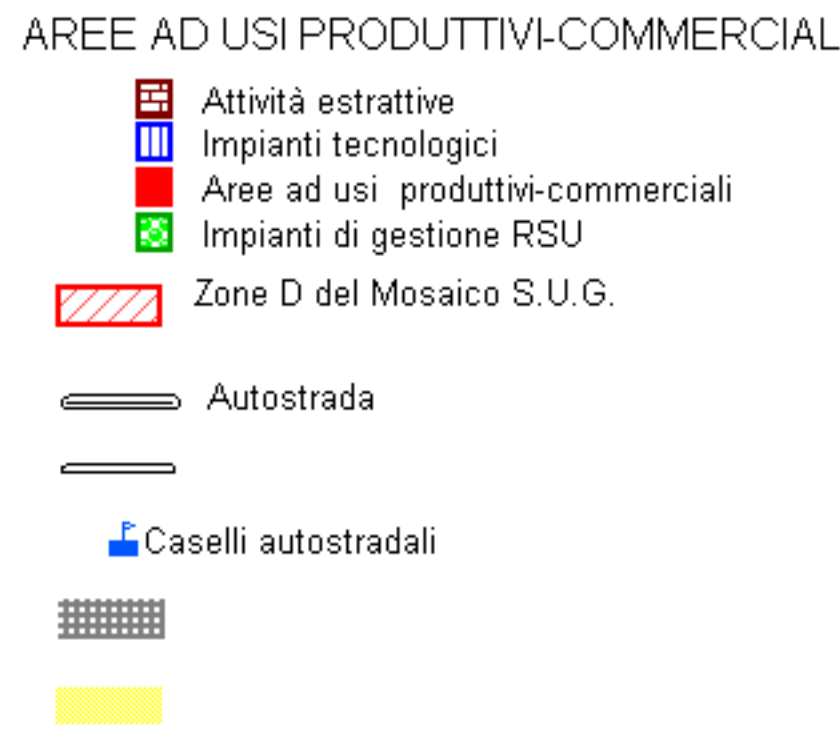 AREE AD USI PRODUTTIVI-COMMERCIAL
Attività estrattive
Impianti tecnologici
Aree ad usi produttivi-commerciali
Impianti di gestione RSU
Zone D del Mosaico S.U.G.
Autostrada
Caselli autostradali